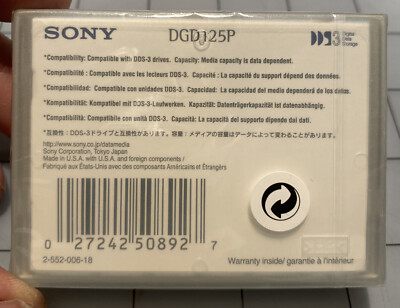 SONY DGD125P DDS3 Digital Data Storage
*Compatibility: Compatible with DDS-3 drives. Capacity: Media capacity is data dependent.
*Compatibilité : Compatible avec les lecteurs DDS-3. Capacité : La capacité du support dépend des données.
*Compatibilidad: Compatible con unidades DDS-3. Capacidad: La capacidad del medio dependerá de los datos.
*Kompatibilität: Kompatibel mit DDS-3-Laufwerken. Kapazität: Datenträgerkapazität ist datenabhängig.
*Compatibilità: Compatibile con unità DDS-3. Capacità: La capacità del supporto dipende dai dati.
*互換性：DDS-3ドライブと互換性があります。容量：メディアの容量はデータによって変わることがあります。
http://www.sony.co.jp/datamedia
Sony Corporation, Tokyo Japan
Made in U.S.A. with U.S.A. and foreign components /
Fabriqué aux États-Unis avec des composants Américains et Étrangers
0 27242 50892 7
2-552-006-18
Warranty inside/ garantie à l'intérieur